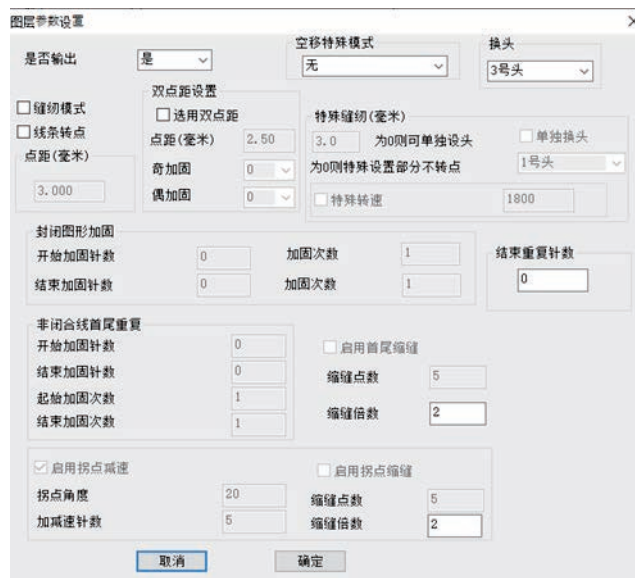 图层参数设置
是否输出
是
空移特殊模式
无
换头
3号头
缝纫模式
线条转点
点距(毫米)
3.000
双点距设置
选用双点距
点距(毫米)
2.50
奇加固
0
偶加固
0
特殊缝纫(毫米)
3.0
为0则可单独设头
单独换头
为0则特殊设置部分不转点
1号头
特殊转速
1800
封闭图形加固
开始加固针数
0
加固次数
1
结束加固针数
0
加固次数
1
结束重复针数
0
非闭合线首尾重复
开始加固针数
0
结束加固针数
0
起始加固次数
1
结束加固次数
1
启用首尾缩缝
缩缝点数
5
缩缝倍数
2
启用拐点减速
拐点角度
20
加减速针数
5
启用拐点缩缝
缩缝点数
5
缩缝倍数
2
取消
确定